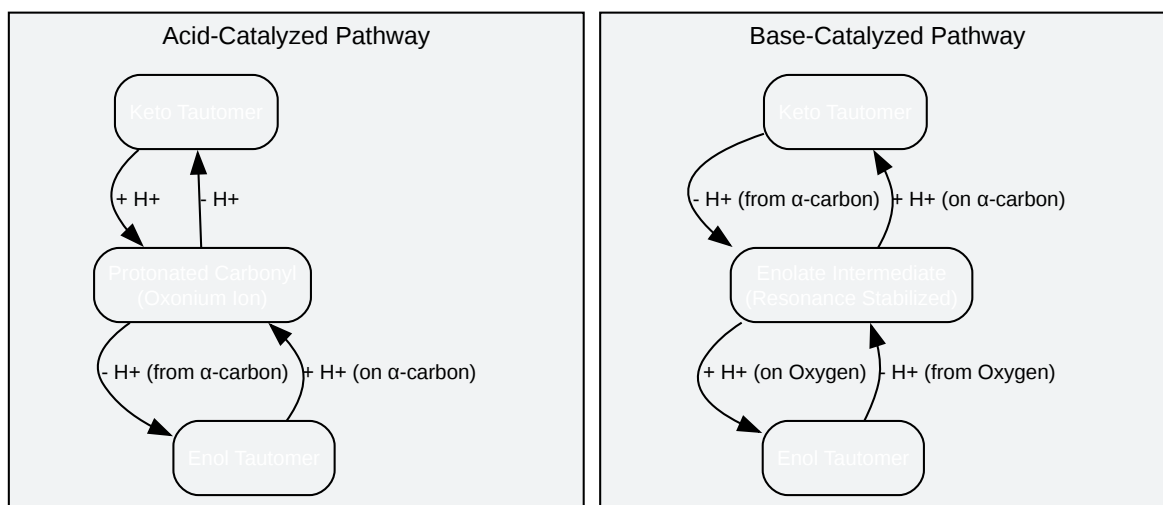 Acid-Catalyzed Pathway
Keto Tautomer
+ H+
- H+
Protonated Carbonyl
(Oxonium Ion)
- H+ (from α-carbon)
+ H+ (on α-carbon)
Enol Tautomer
Base-Catalyzed Pathway
Keto Tautomer
- H+ (from α-carbon)
+ H+ (on α-carbon)
Enolate Intermediate
(Resonance Stabilized)
+ H+ (on Oxygen)
- H+ (from Oxygen)
Enol Tautomer